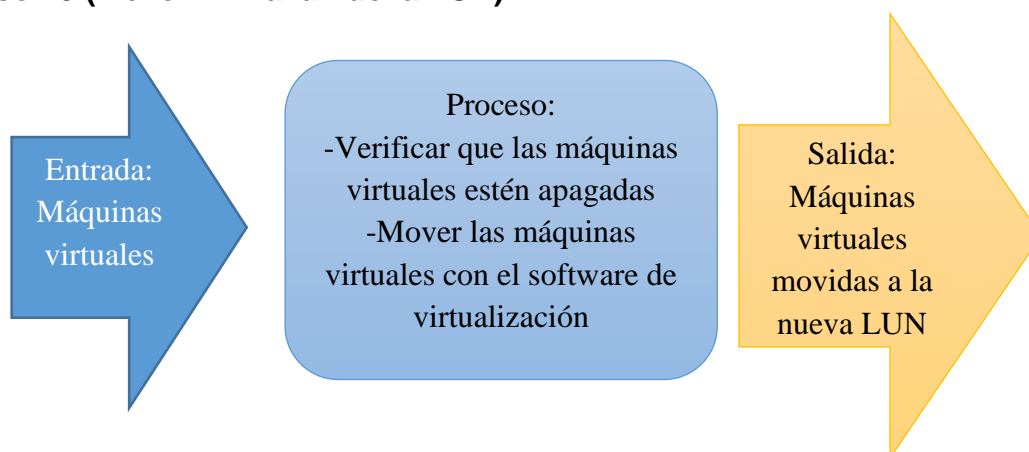 Entrada:
Máquinas
virtuales
Proceso:
-Verificar que las máquinas
virtuales estén apagadas
-Mover las máquinas
virtuales con el software de
virtualización
Salida:
Máquinas
virtuales
movidas a la
nueva LUN